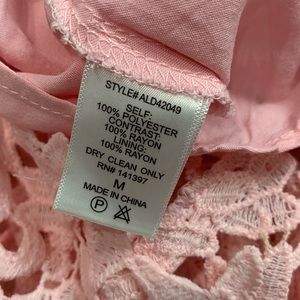 STYLE# ALD42049
SELF:
100% POLYESTER
CONTRAST:
100% RAYON
LINING:
100% RAYON
DRY CLEAN ONLY
RN# 141397
M
MADE IN CHINA
P